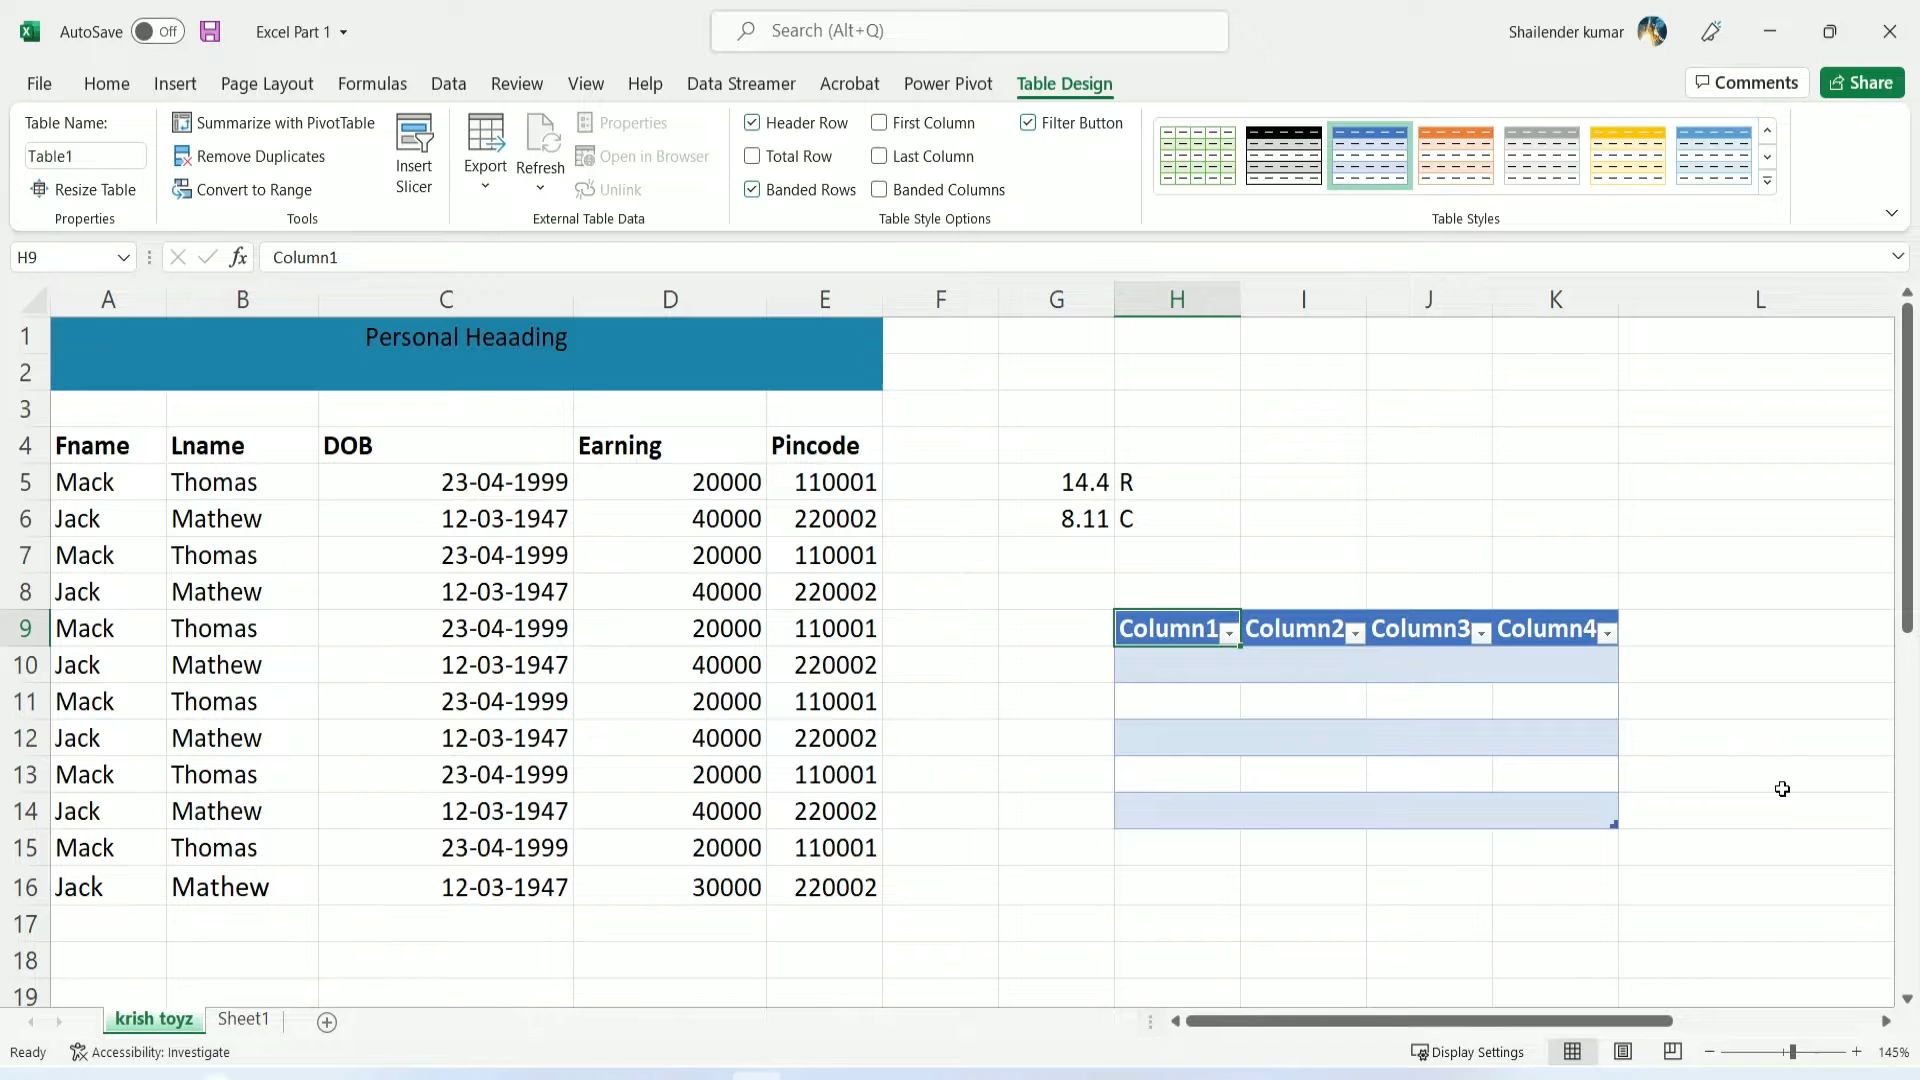 AutoSave Off Excel Part 1 Search (Alt+Q) Shailender kumar
File Home Insert Page Layout Formulas Data Review View Help Data Streamer Acrobat Power Pivot Table Design Comments Share
Table Name: Summarize with PivotTable Properties Header Row First Column Filter Button
Table1 Remove Duplicates Insert Slicer Export Refresh Open in Browser Total Row Last Column
Resize Table Convert to Range Unlink Banded Rows Banded Columns
Properties Tools External Table Data Table Style Options Table Styles
H9 fx Column1
A B C D E F G H I J K L
1 Personal Heaading
2
3
4 Fname Lname DOB Earning Pincode
5 Mack Thomas 23-04-1999 20000 110001 14.4 R
6 Jack Mathew 12-03-1947 40000 220002 8.11 C
7 Mack Thomas 23-04-1999 20000 110001
8 Jack Mathew 12-03-1947 40000 220002
9 Mack Thomas 23-04-1999 20000 110001 Column1 Column2 Column3 Column4
10 Jack Mathew 12-03-1947 40000 220002
11 Mack Thomas 23-04-1999 20000 110001
12 Jack Mathew 12-03-1947 40000 220002
13 Mack Thomas 23-04-1999 20000 110001
14 Jack Mathew 12-03-1947 40000 220002
15 Mack Thomas 23-04-1999 20000 110001
16 Jack Mathew 12-03-1947 30000 220002
17
18
19
krish toyz Sheet1
Ready Accessibility: Investigate Display Settings 145%